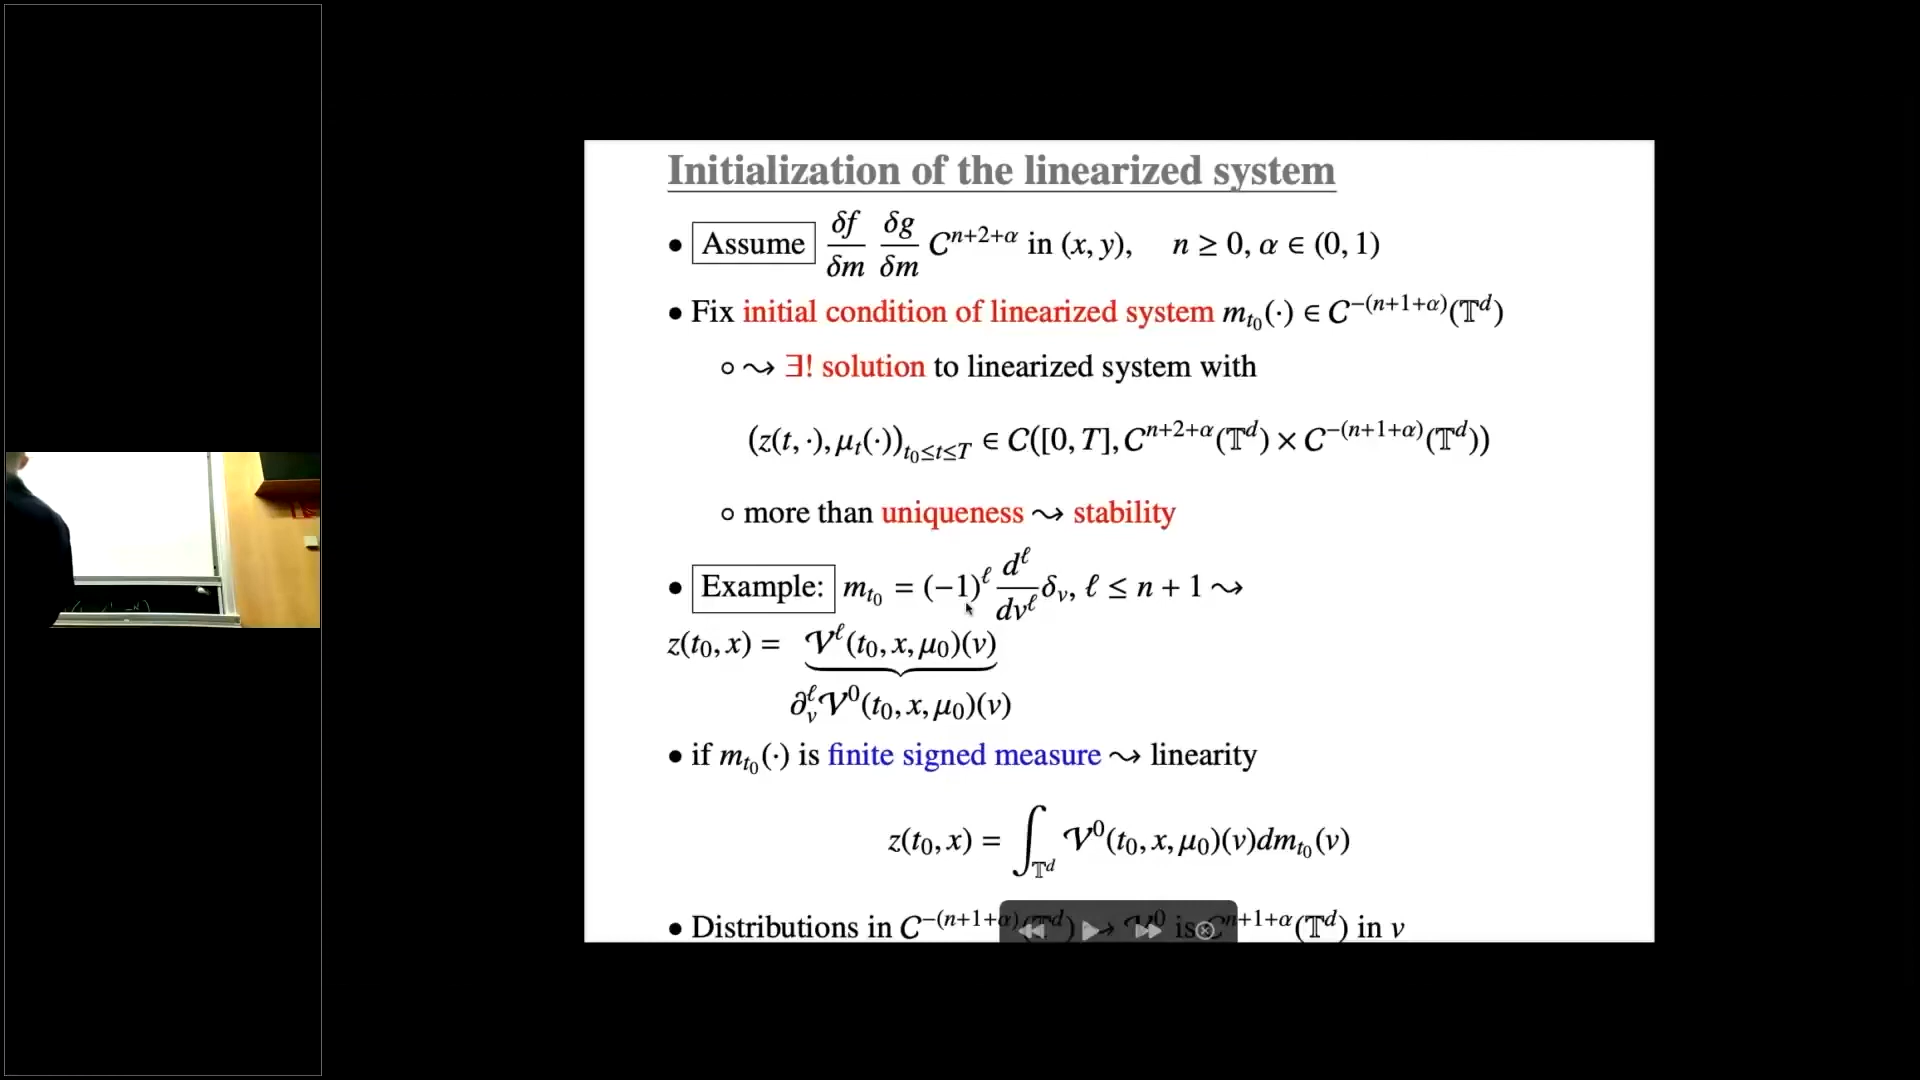 Initialization of the linearized system
• Assume δf/δm δg/δm C^{n+2+α} in (x, y), n ≥ 0, α ∈ (0, 1)
• Fix initial condition of linearized system m_{t_0}(·) ∈ C^{−(n+1+α)}(𝕋^d)
◦ ⇝ ∃! solution to linearized system with
(z(t, ·), μ_t(·))_{t_0≤t≤T} ∈ C([0, T], C^{n+2+α}(𝕋^d) × C^{−(n+1+α)}(𝕋^d))
◦ more than uniqueness ⇝ stability
• Example: m_{t_0} = (−1)^ℓ d^ℓ/dv^ℓ δ_v, ℓ ≤ n + 1 ⇝
z(t_0, x) = 𝒱^ℓ(t_0, x, μ_0)(v)
∂_v^ℓ 𝒱^0(t_0, x, μ_0)(v)
• if m_{t_0}(·) is finite signed measure ⇝ linearity
z(t_0, x) = ∫_{𝕋^d} 𝒱^0(t_0, x, μ_0)(v)dm_{t_0}(v)
• Distributions in C^{−(n+1+α)}(𝕋^d) ⇝ 𝒱^0 is C^{n+1+α}(𝕋^d) in v